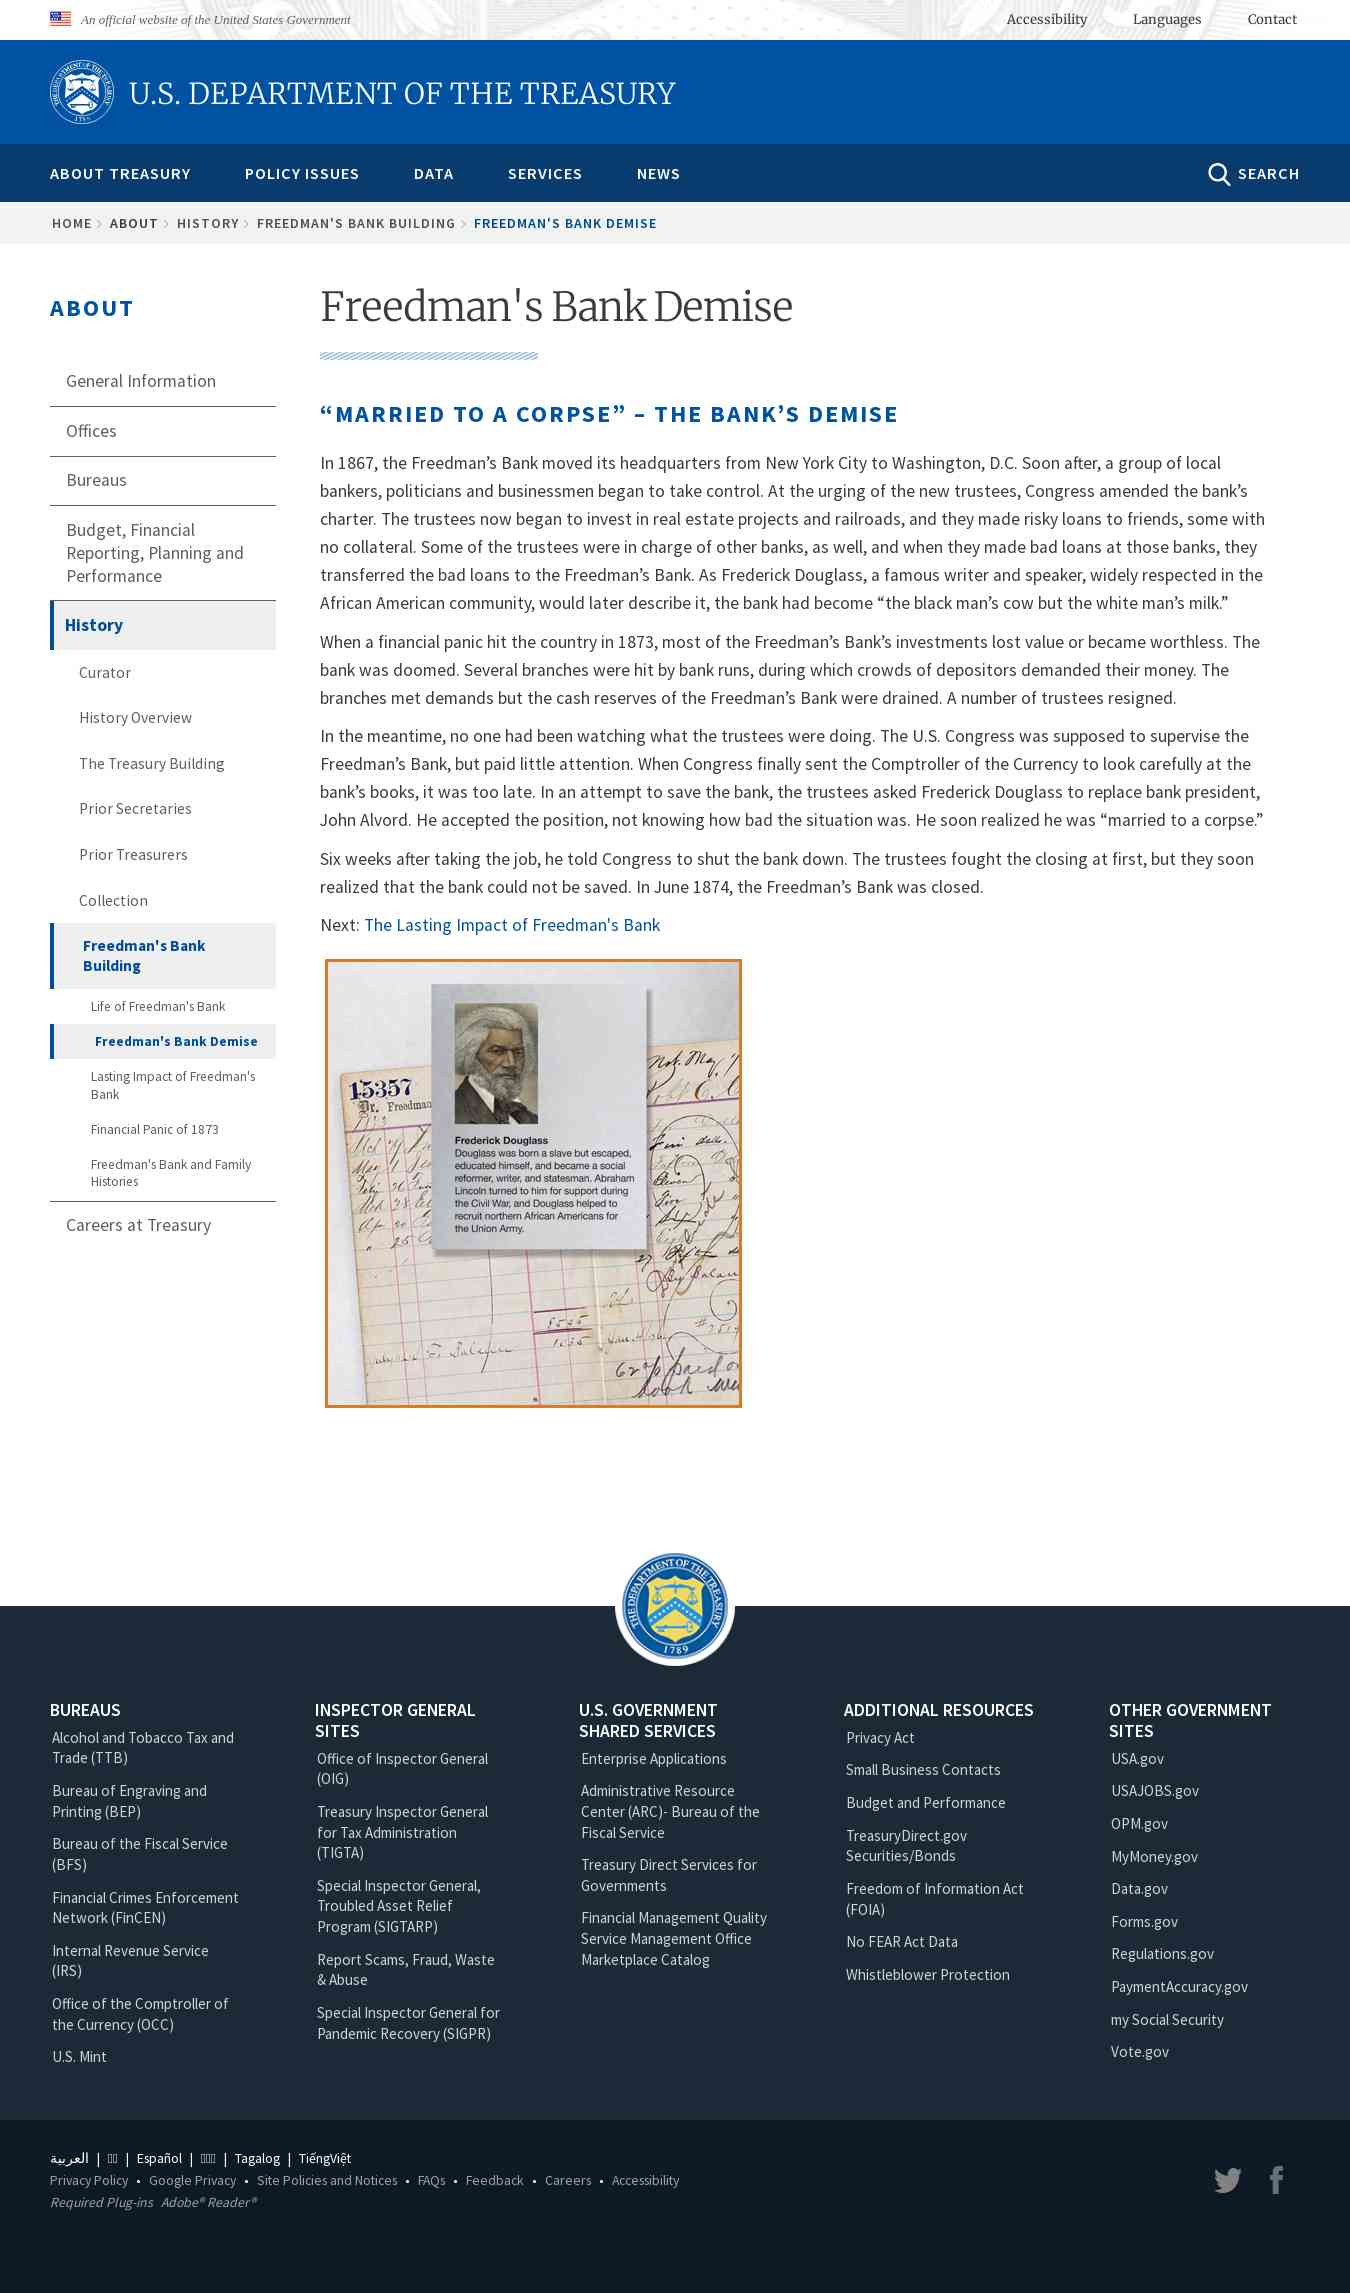 An official website of the United States Government
Accessibility
Languages
Contact
U.S. DEPARTMENT OF THE TREASURY
ABOUT TREASURY
POLICY ISSUES
DATA
SERVICES
NEWS
SEARCH
HOME
ABOUT
HISTORY
FREEDMAN'S BANK BUILDING
FREEDMAN'S BANK DEMISE
ABOUT
General Information
Offices
Bureaus
Budget, Financial
Reporting, Planning and
Performance
History
Curator
History Overview
The Treasury Building
Prior Secretaries
Prior Treasurers
Collection
Freedman's Bank
Building
Life of Freedman's Bank
Freedman's Bank Demise
Lasting Impact of Freedman's
Bank
Financial Panic of 1873
Freedman's Bank and Family
Histories
Careers at Treasury
Freedman's Bank Demise
“MARRIED TO A CORPSE” – THE BANK’S DEMISE
In 1867, the Freedman’s Bank moved its headquarters from New York City to Washington, D.C. Soon after, a group of local
bankers, politicians and businessmen began to take control. At the urging of the new trustees, Congress amended the bank’s
charter. The trustees now began to invest in real estate projects and railroads, and they made risky loans to friends, some with
no collateral. Some of the trustees were in charge of other banks, as well, and when they made bad loans at those banks, they
transferred the bad loans to the Freedman’s Bank. As Frederick Douglass, a famous writer and speaker, widely respected in the
African American community, would later describe it, the bank had become “the black man’s cow but the white man’s milk.”
When a financial panic hit the country in 1873, most of the Freedman’s Bank’s investments lost value or became worthless. The
bank was doomed. Several branches were hit by bank runs, during which crowds of depositors demanded their money. The
branches met demands but the cash reserves of the Freedman’s Bank were drained. A number of trustees resigned.
In the meantime, no one had been watching what the trustees were doing. The U.S. Congress was supposed to supervise the
Freedman’s Bank, but paid little attention. When Congress finally sent the Comptroller of the Currency to look carefully at the
bank’s books, it was too late. In an attempt to save the bank, the trustees asked Frederick Douglass to replace bank president,
John Alvord. He accepted the position, not knowing how bad the situation was. He soon realized he was “married to a corpse.”
Six weeks after taking the job, he told Congress to shut the bank down. The trustees fought the closing at first, but they soon
realized that the bank could not be saved. In June 1874, the Freedman’s Bank was closed.
Next: The Lasting Impact of Freedman's Bank
15357
Dr. Freedman
Frederick Douglass
Douglass was born a slave but escaped,
educated himself, and became a social
reformer, writer, and statesman. Abraham
Lincoln turned to him for support during
the Civil War, and Douglass helped to
recruit northern African Americans for
the Union Army.
THE DEPARTMENT OF THE TREASURY
1789
BUREAUS
Alcohol and Tobacco Tax and
Trade (TTB)
Bureau of Engraving and
Printing (BEP)
Bureau of the Fiscal Service
(BFS)
Financial Crimes Enforcement
Network (FinCEN)
Internal Revenue Service
(IRS)
Office of the Comptroller of
the Currency (OCC)
U.S. Mint
INSPECTOR GENERAL
SITES
Office of Inspector General
(OIG)
Treasury Inspector General
for Tax Administration
(TIGTA)
Special Inspector General,
Troubled Asset Relief
Program (SIGTARP)
Report Scams, Fraud, Waste
& Abuse
Special Inspector General for
Pandemic Recovery (SIGPR)
U.S. GOVERNMENT
SHARED SERVICES
Enterprise Applications
Administrative Resource
Center (ARC)- Bureau of the
Fiscal Service
Treasury Direct Services for
Governments
Financial Management Quality
Service Management Office
Marketplace Catalog
ADDITIONAL RESOURCES
Privacy Act
Small Business Contacts
Budget and Performance
TreasuryDirect.gov
Securities/Bonds
Freedom of Information Act
(FOIA)
No FEAR Act Data
Whistleblower Protection
OTHER GOVERNMENT
SITES
USA.gov
USAJOBS.gov
OPM.gov
MyMoney.gov
Data.gov
Forms.gov
Regulations.gov
PaymentAccuracy.gov
my Social Security
Vote.gov
العربية | | Español | | Tagalog | TiếngViệt
Privacy Policy • Google Privacy • Site Policies and Notices • FAQs • Feedback • Careers • Accessibility
Required Plug-ins Adobe® Reader®